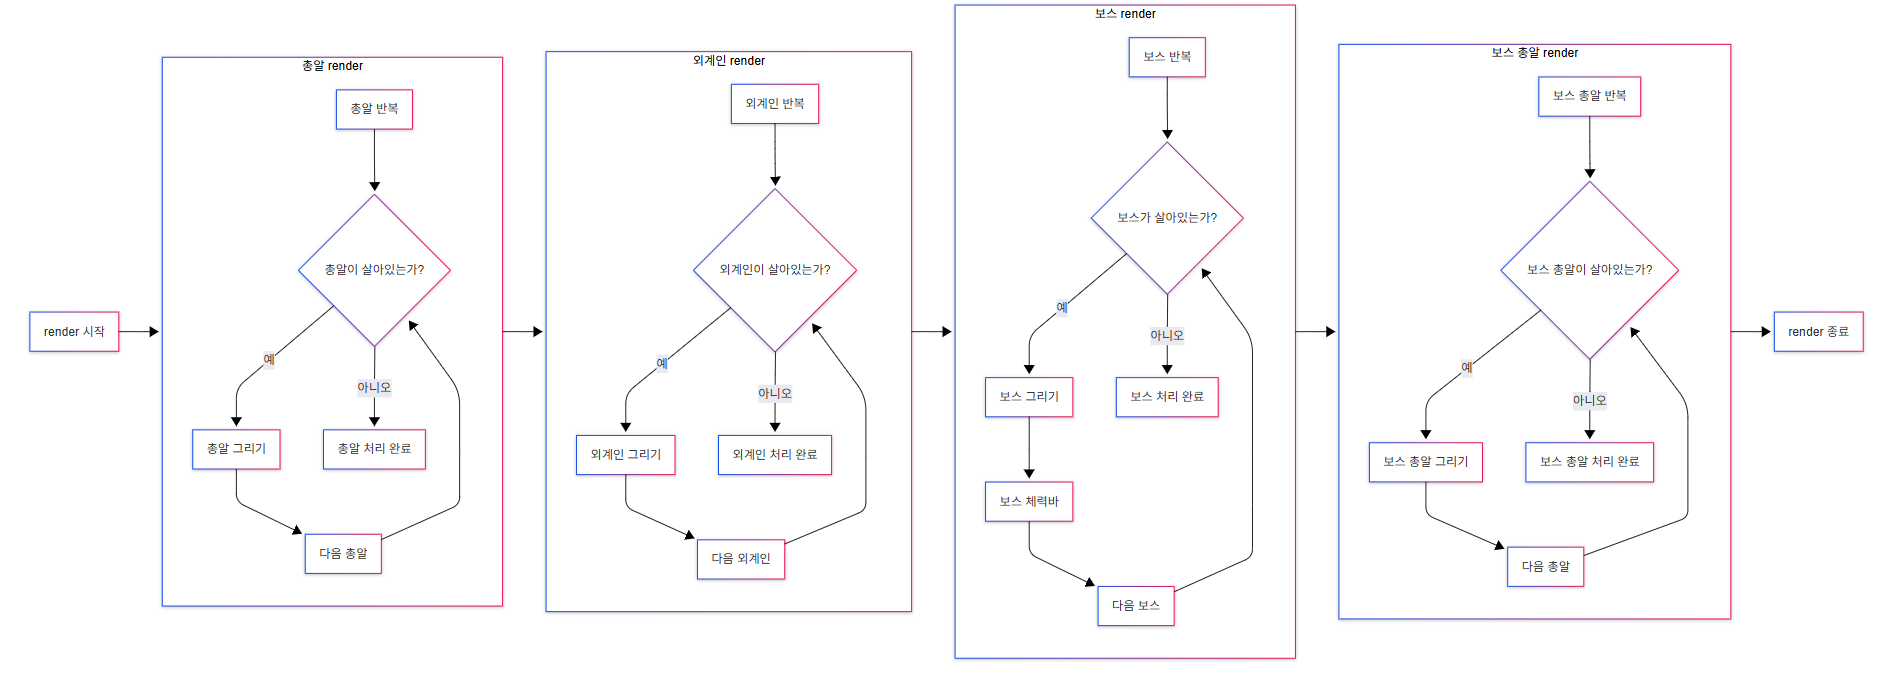 render 시작
총알 render
총알 반복
총알이 살아있는가?
예
아니오
총알 그리기
총알 처리 완료
다음 총알
외계인 render
외계인 반복
외계인이 살아있는가?
예
아니오
외계인 그리기
외계인 처리 완료
다음 외계인
보스 render
보스 반복
보스가 살아있는가?
예
아니오
보스 그리기
보스 처리 완료
보스 체력바
다음 보스
보스 총알 render
보스 총알 반복
보스 총알이 살아있는가?
예
아니오
보스 총알 그리기
보스 총알 처리 완료
다음 총알
render 종료